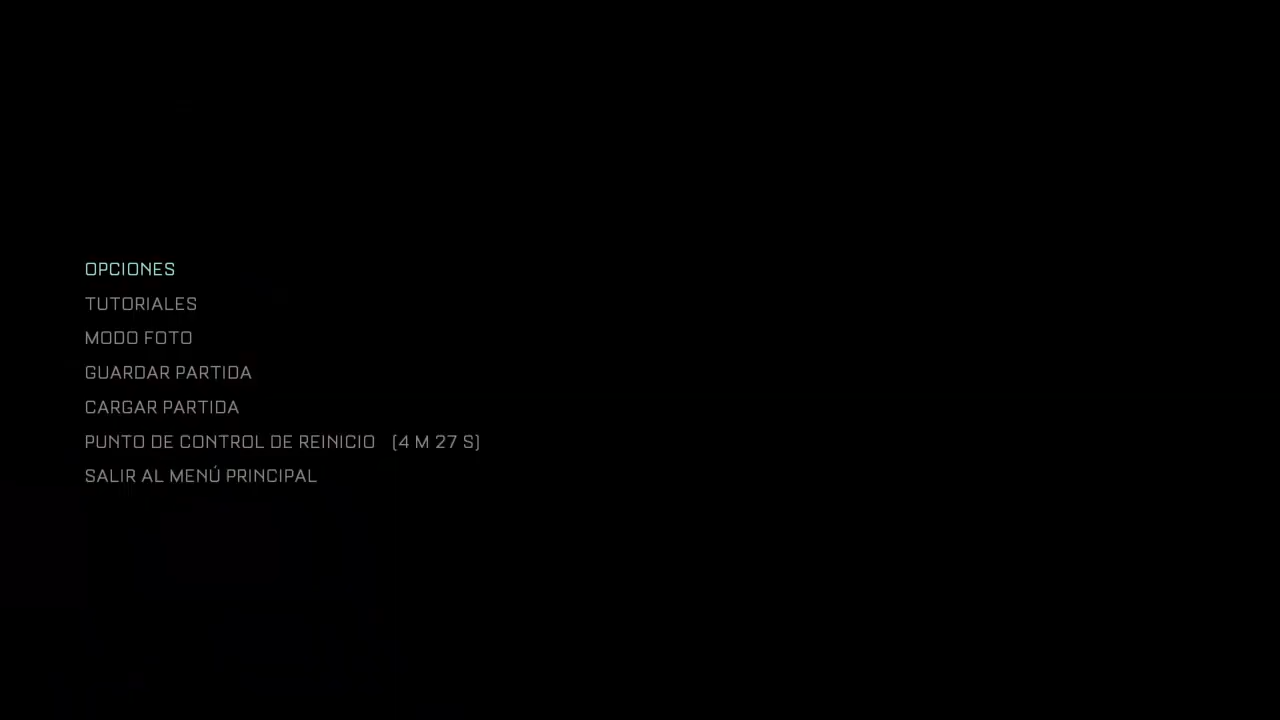 OPCIONES
TUTORIALES
MODO FOTO
GUARDAR PARTIDA
CARGAR PARTIDA
PUNTO DE CONTROL DE REINICIO (4 M 27 S)
SALIR AL MENÚ PRINCIPAL